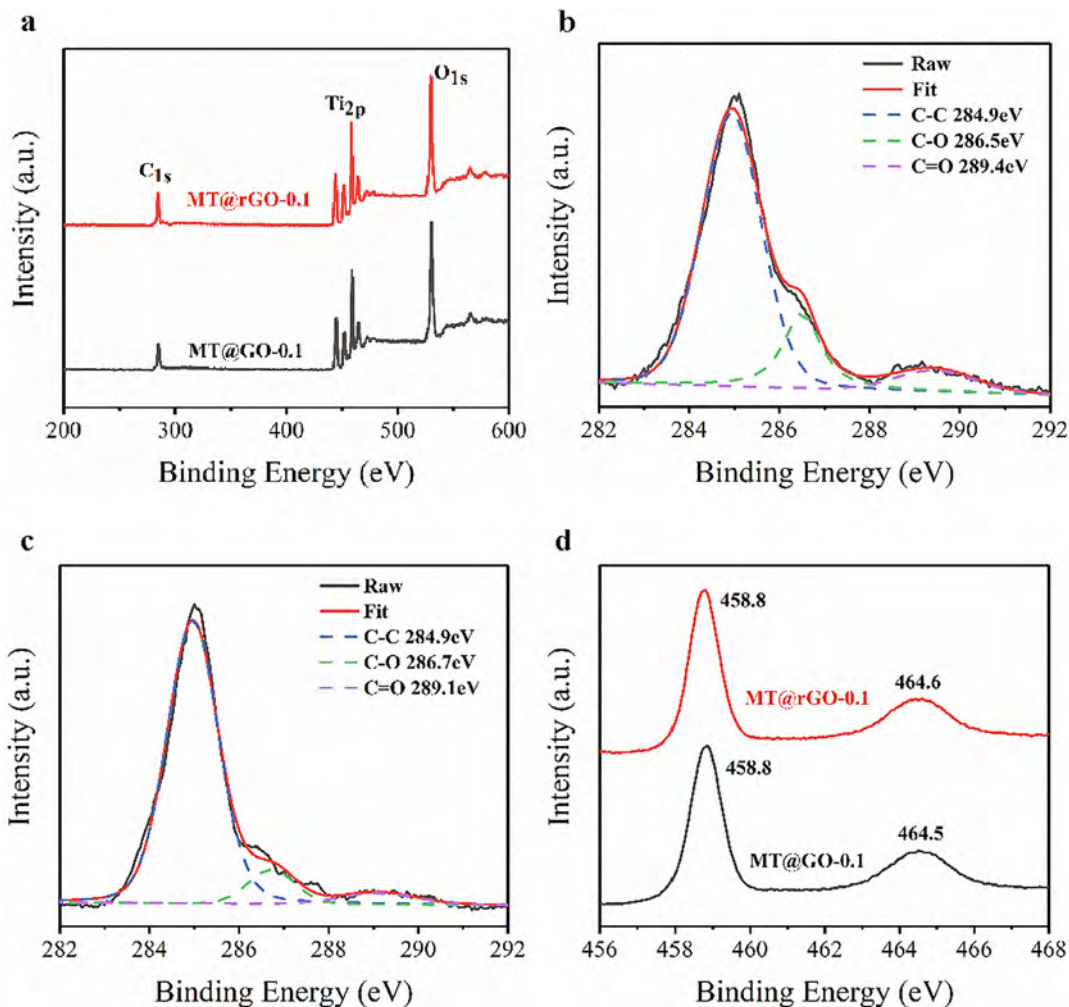 a
O1s
Ti2p
C1s
MT@rGO-0.1
MT@GO-0.1
Intensity (a.u.)
200 300 400 500 600
Binding Energy (eV)
b
Raw
Fit
C-C 284.9eV
C-O 286.5eV
C=O 289.4eV
Intensity (a.u.)
282 284 286 288 290 292
Binding Energy (eV)
c
Raw
Fit
C-C 284.9eV
C-O 286.7eV
C=O 289.1eV
Intensity (a.u.)
282 284 286 288 290 292
Binding Energy (eV)
d
458.8
464.6
MT@rGO-0.1
458.8
464.5
MT@GO-0.1
Intensity (a.u.)
456 458 460 462 464 466 468
Binding Energy (eV)